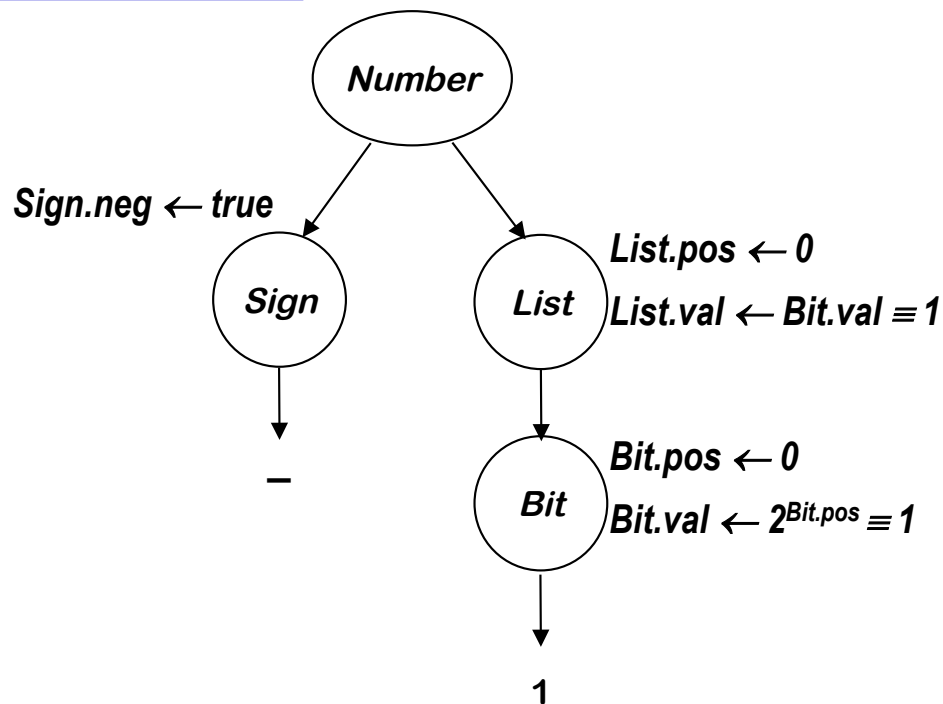 Number
Sign.neg ← true
Sign
List
List.pos ← 0
List.val ← Bit.val ≡ 1
–
Bit
Bit.pos ← 0
Bit.val ← 2^Bit.pos ≡ 1
1